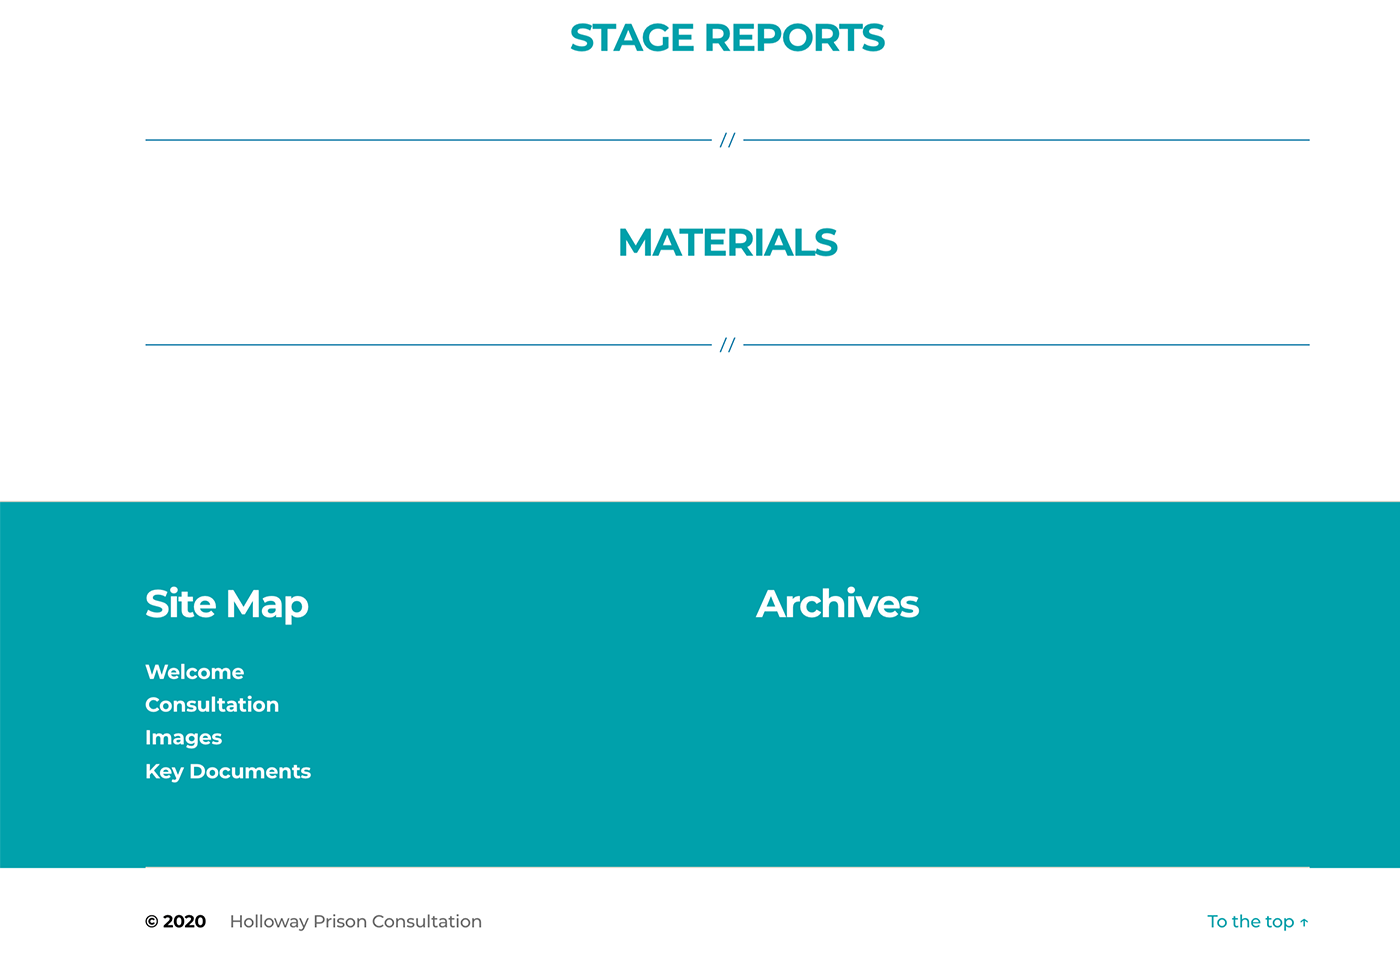 STAGE REPORTS
//
MATERIALS
//
Site Map
Welcome
Consultation
Images
Key Documents
Archives
© 2020 Holloway Prison Consultation
To the top ↑